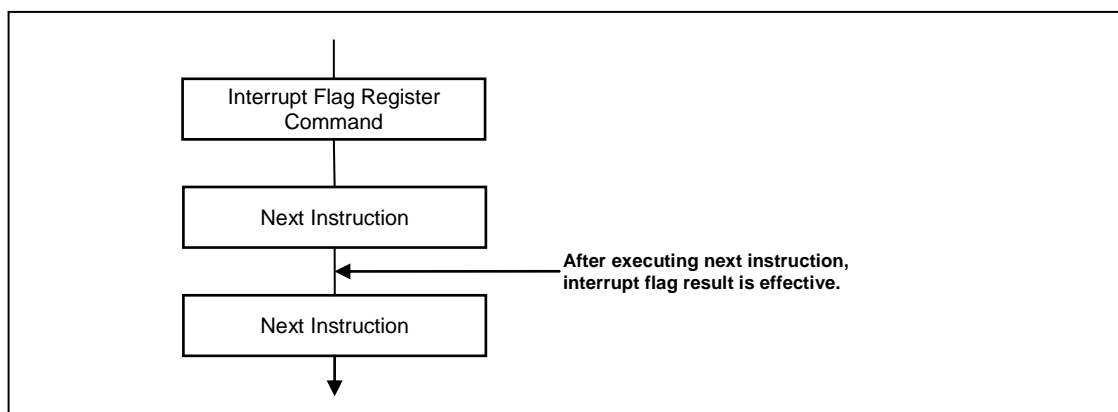 Interrupt Flag Register
Command
Next Instruction
After executing next instruction,
interrupt flag result is effective.
Next Instruction